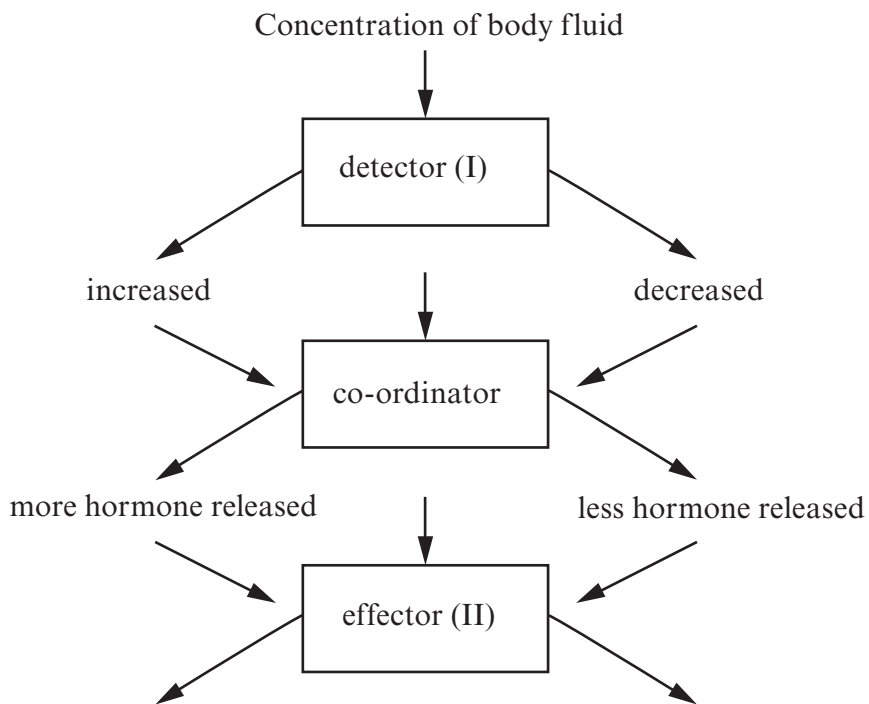 Concentration of body fluid
detector (I)
increased
decreased
co-ordinator
more hormone released
less hormone released
effector (II)